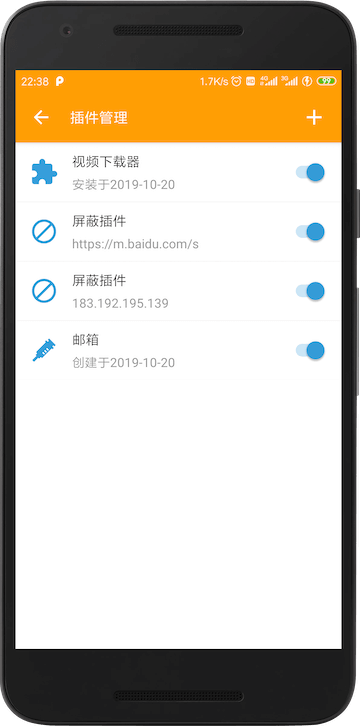 22:38
1.7K/s
99
插件管理
视频下载器
安装于2019-10-20
屏蔽插件
https://m.baidu.com/s
屏蔽插件
183.192.195.139
邮箱
创建于2019-10-20